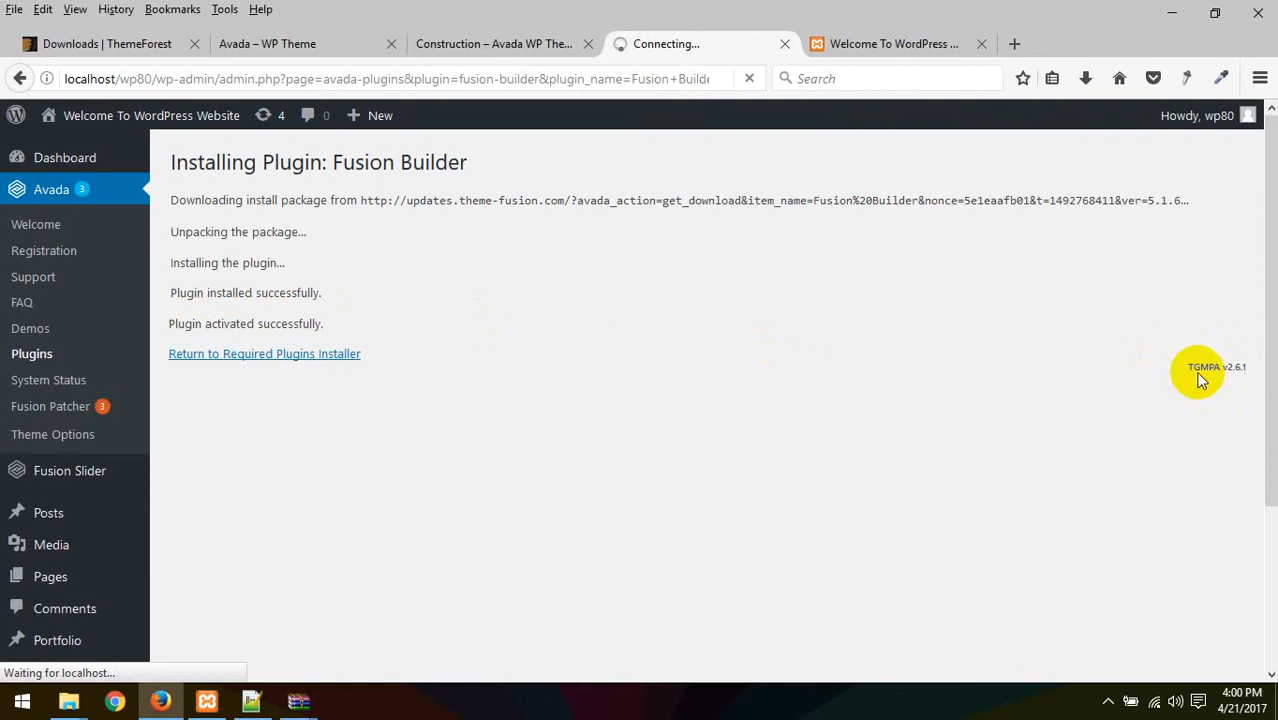 File Edit View History Bookmarks Tools Help
Downloads | ThemeForest
Avada – WP Theme
Construction – Avada WP The...
Connecting...
Welcome To WordPress ...
localhost/wp80/wp-admin/admin.php?page=avada-plugins&plugin=fusion-builder&plugin_name=Fusion+Builde
Search
Welcome To WordPress Website 4 0 New Howdy, wp80
Dashboard
Avada 3
Welcome
Registration
Support
FAQ
Demos
Plugins
System Status
Fusion Patcher 3
Theme Options
Fusion Slider
Posts
Media
Pages
Comments
Portfolio
Installing Plugin: Fusion Builder
Downloading install package from http://updates.theme-fusion.com/?avada_action=get_download&item_name=Fusion%20Builder&nonce=5e1eaafb01&t=1492768411&ver=5.1.6...
Unpacking the package...
Installing the plugin...
Plugin installed successfully.
Plugin activated successfully.
Return to Required Plugins Installer
TGMPA v2.6.1
Waiting for localhost...
4:00 PM
4/21/2017